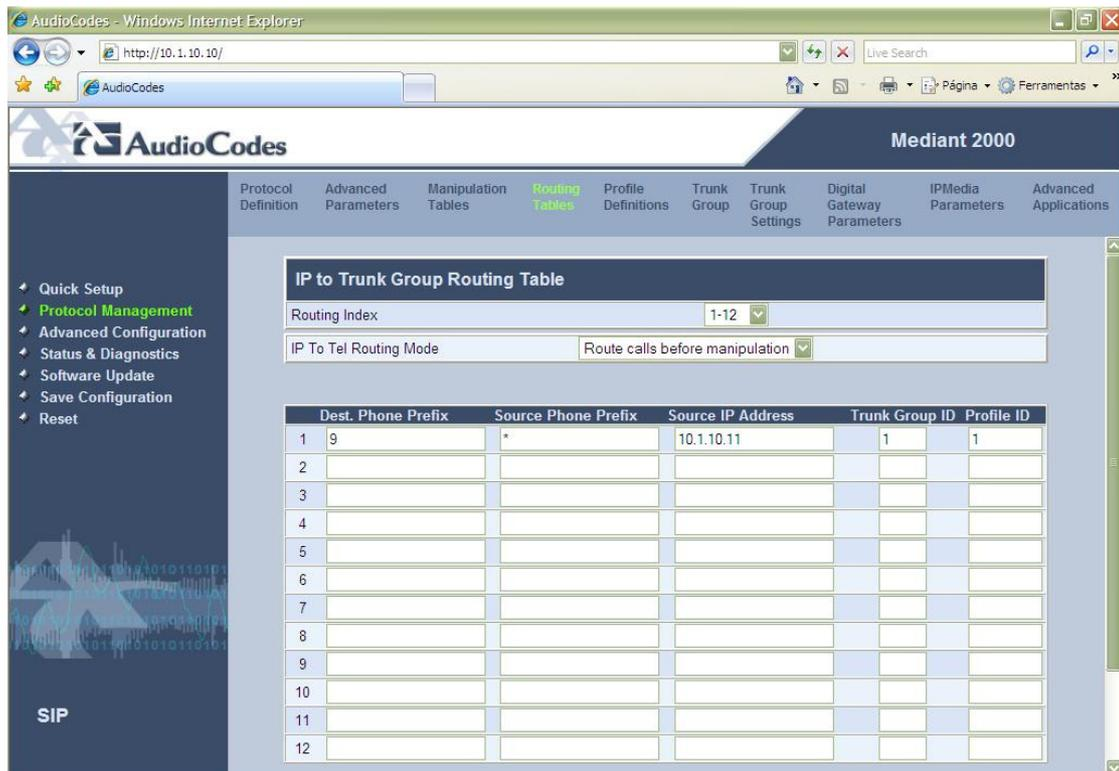 AudioCodes - Windows Internet Explorer
http://10.1.10.10/
Live Search
AudioCodes
Página
Ferramentas
AudioCodes
Mediant 2000
Protocol Definition
Advanced Parameters
Manipulation Tables
Routing Tables
Profile Definitions
Trunk Group
Trunk Group Settings
Digital Gateway Parameters
IPMedia Parameters
Advanced Applications
Quick Setup
Protocol Management
Advanced Configuration
Status & Diagnostics
Software Update
Save Configuration
Reset
SIP
IP to Trunk Group Routing Table
Routing Index 1-12
IP To Tel Routing Mode Route calls before manipulation
Dest. Phone Prefix Source Phone Prefix Source IP Address Trunk Group ID Profile ID
1 9 * 10.1.10.11 1 1
2
3
4
5
6
7
8
9
10
11
12